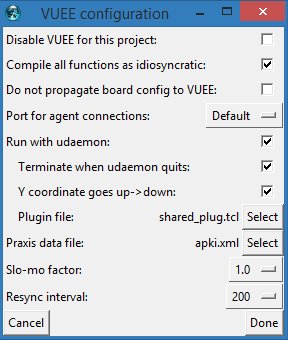 VUEE configuration
Disable VUEE for this project:
Compile all functions as idiosyncratic:
Do not propagate board config to VUEE:
Port for agent connections: Default
Run with udaemon:
Terminate when udaemon quits:
Y coordinate goes up->down:
Plugin file: shared_plug.tcl Select
Praxis data file: apki.xml Select
Slo-mo factor: 1.0
Resync interval: 200
Cancel Done